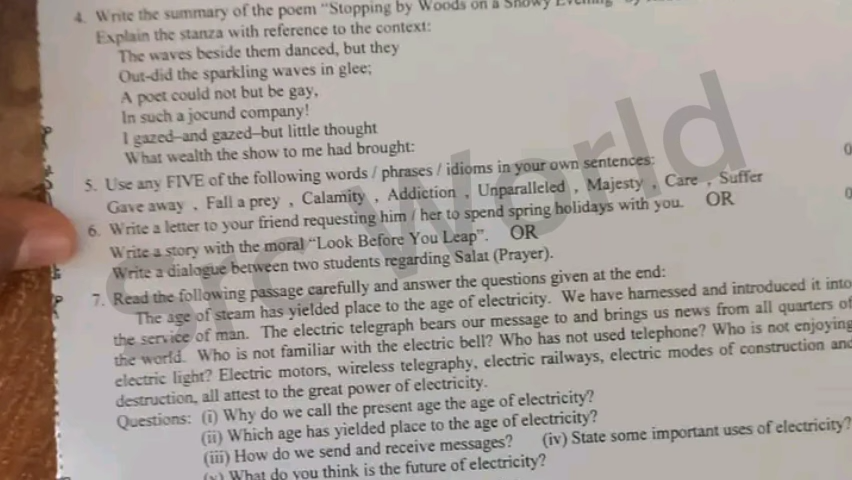 4. Write the summary of the poem "Stopping by Woods on a Snowy Evening"
Explain the stanza with reference to the context:
The waves beside them danced, but they
Out-did the sparkling waves in glee;
A poet could not but be gay,
In such a jocund company!
I gazed–and gazed–but little thought
What wealth the show to me had brought:
5. Use any FIVE of the following words / phrases / idioms in your own sentences:
Gave away , Fall a prey , Calamity , Addiction , Unparalleled , Majesty , Care , Suffer
6. Write a letter to your friend requesting him / her to spend spring holidays with you. OR
Write a story with the moral "Look Before You Leap". OR
Write a dialogue between two students regarding Salat (Prayer).
7. Read the following passage carefully and answer the questions given at the end:
The age of steam has yielded place to the age of electricity. We have harnessed and introduced it into
the service of man. The electric telegraph bears our message to and brings us news from all quarters of
the world. Who is not familiar with the electric bell? Who has not used telephone? Who is not enjoying
electric light? Electric motors, wireless telegraphy, electric railways, electric modes of construction and
destruction, all attest to the great power of electricity.
Questions: (i) Why do we call the present age the age of electricity?
(ii) Which age has yielded place to the age of electricity?
(iii) How do we send and receive messages? (iv) State some important uses of electricity?
(v) What do you think is the future of electricity?
Src World